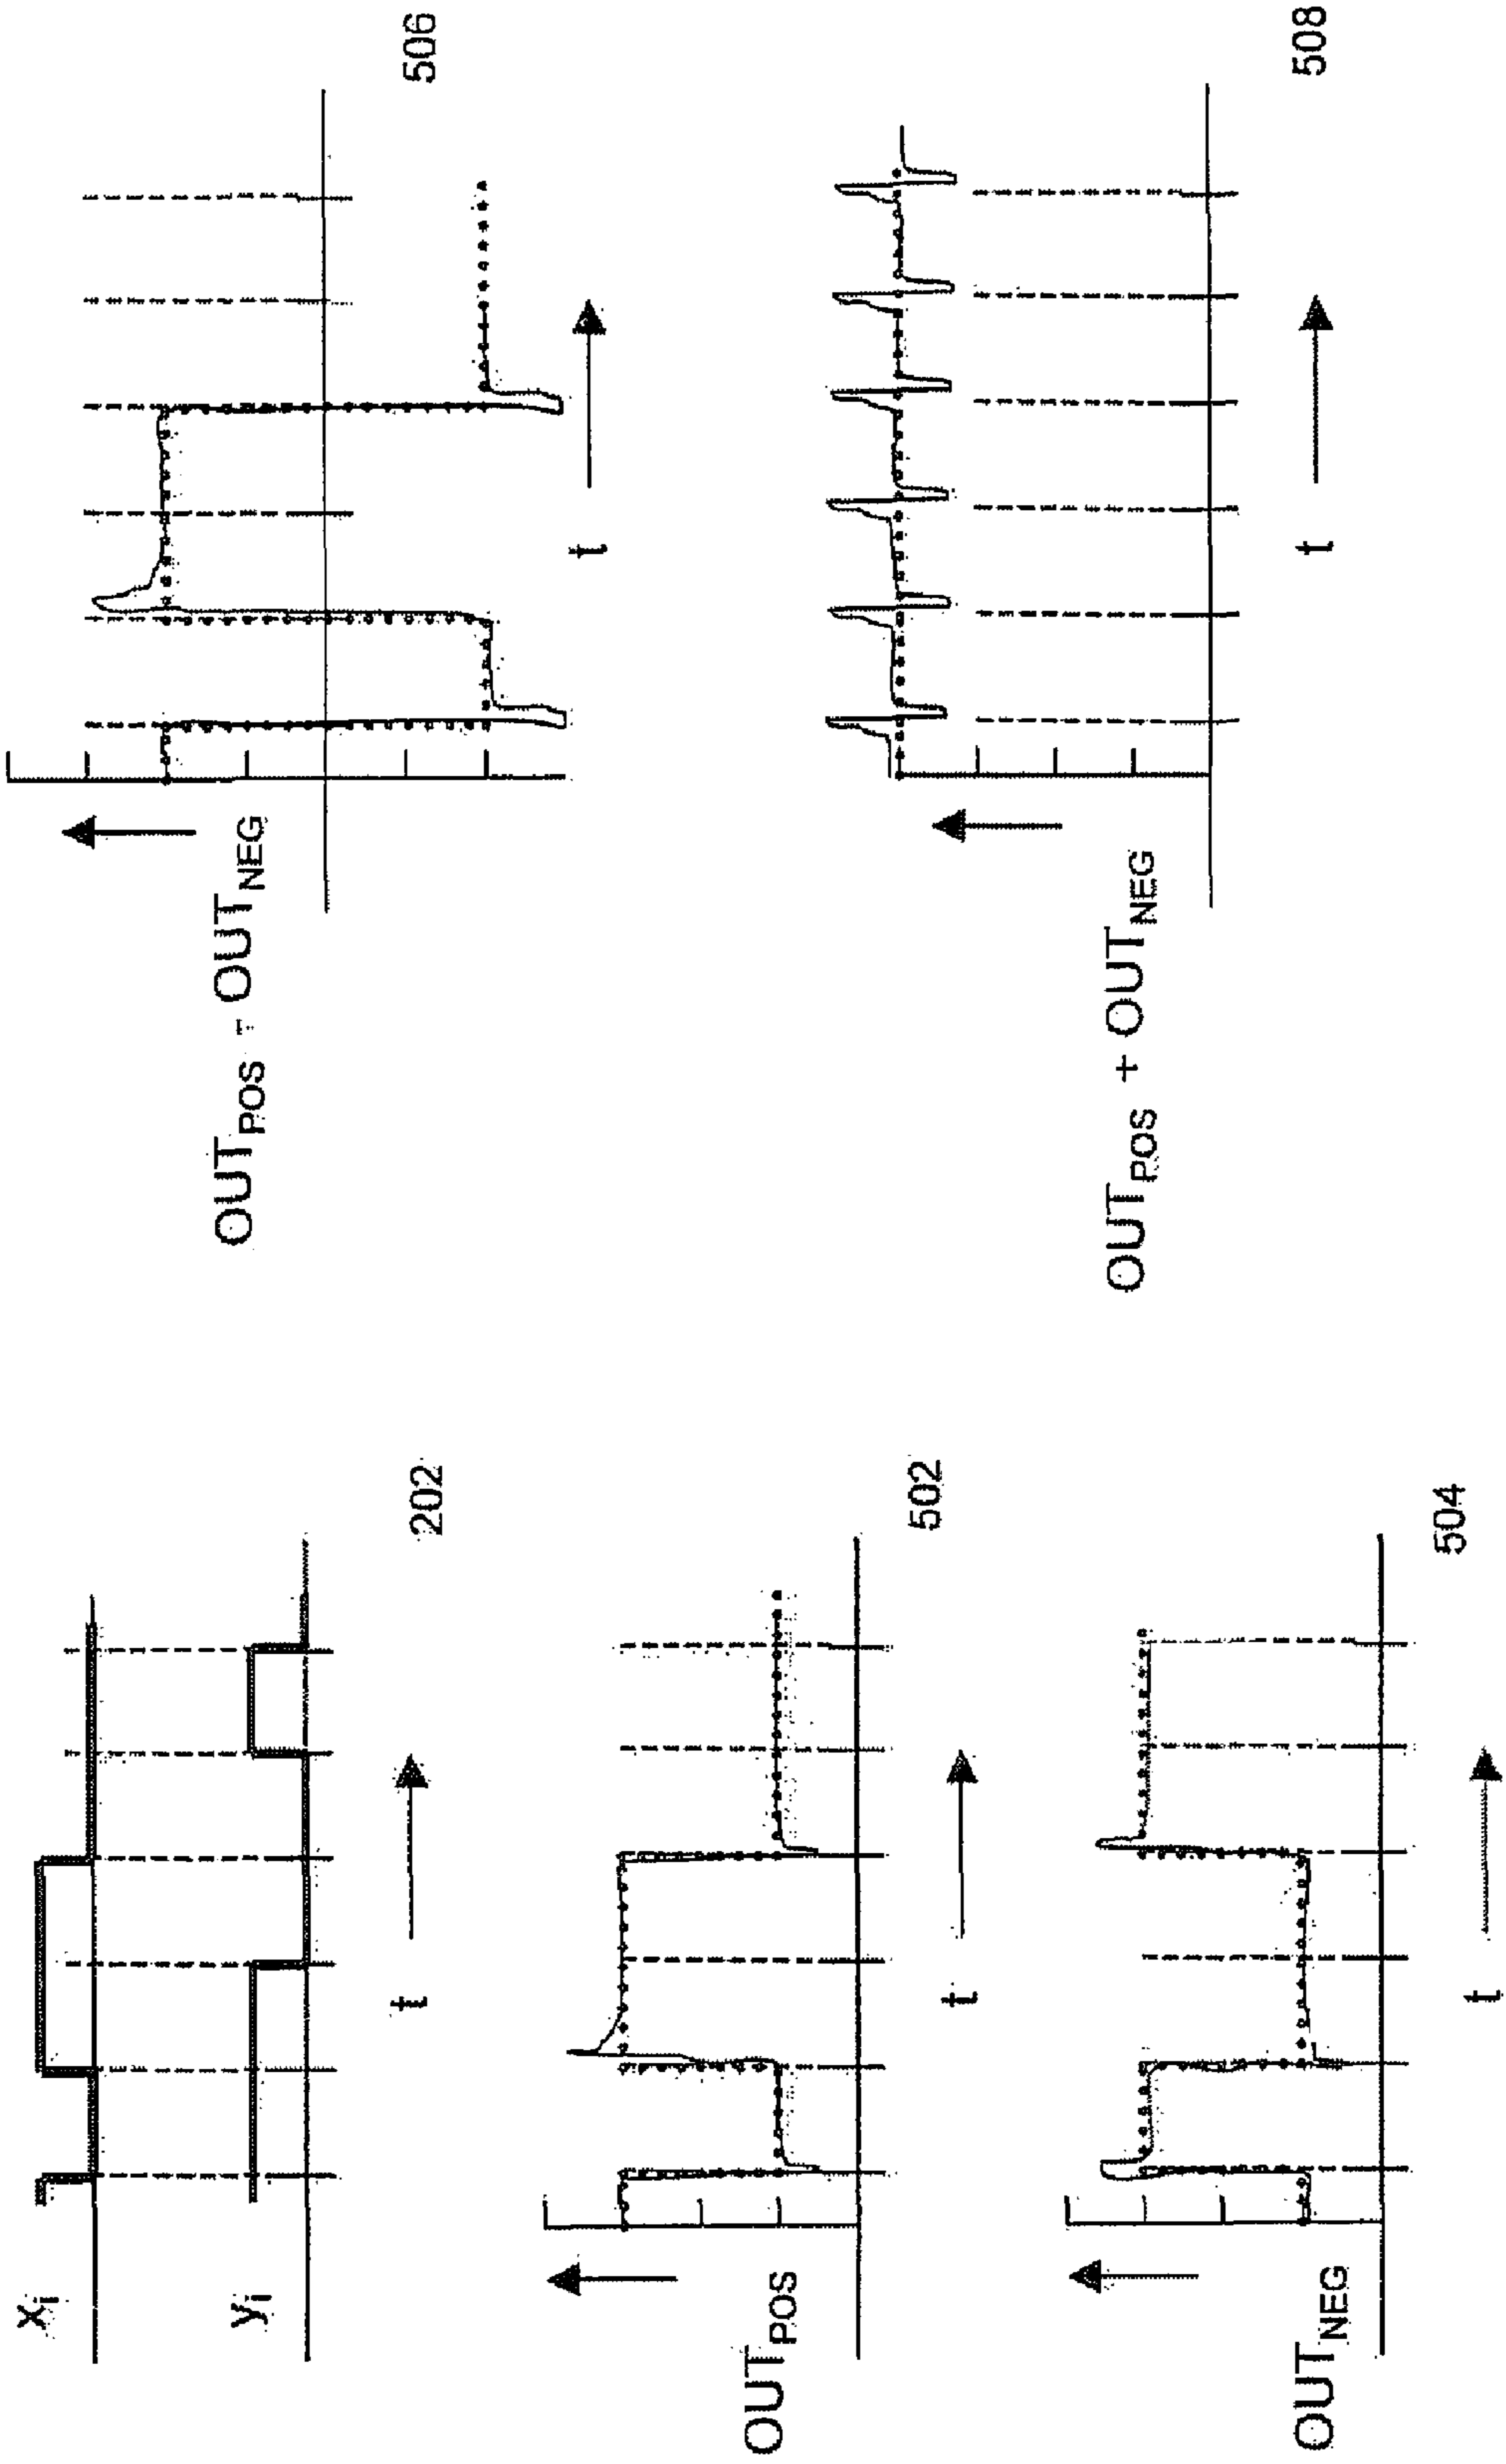 xi
yi
t
202
OUTPOS
t
502
OUTNEG
t
504
OUTPOS - OUTNEG
t
506
OUTPOS + OUTNEG
t
508